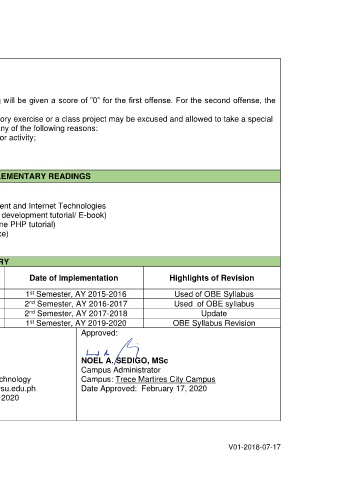 will be given a score of "0" for the first offense. For the second offense, the
ory exercise or a class project may be excused and allowed to take a special
ny of the following reasons:
or activity;
LEMENTARY READINGS
ent and Internet Technologies
development tutorial/ E-book)
ne PHP tutorial)
ce)
RY
Date of Implementation Highlights of Revision
1st Semester, AY 2015-2016 Used of OBE Syllabus
2nd Semester, AY 2016-2017 Used of OBE syllabus
2nd Semester, AY 2017-2018 Update
1st Semester, AY 2019-2020 OBE Syllabus Revision
Approved:
NOEL A. SEDIGO, MSc
Campus Administrator
chnology Campus: Trece Martires City Campus
su.edu.ph Date Approved: February 17, 2020
2020
V01-2018-07-17